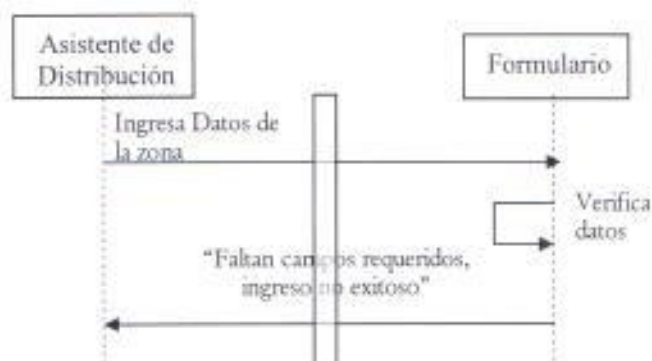 Asistente de
Distribución
Formulario
Ingresa Datos de
la zona
Verifica
datos
“Faltan campos requeridos,
ingreso no exitoso”